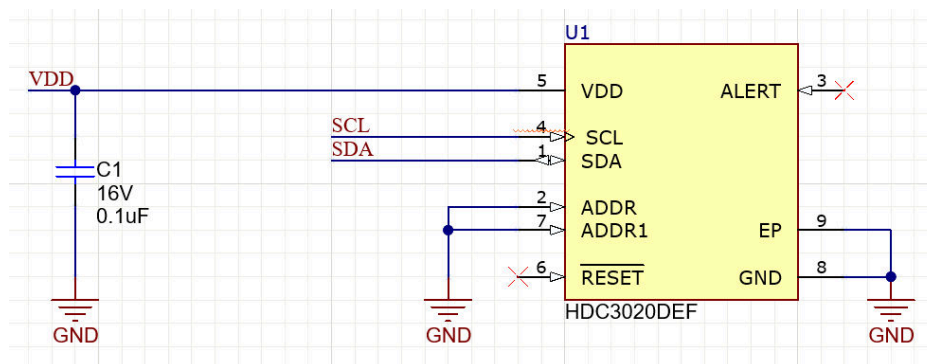 U1
VDD
5
VDD
ALERT
3
SCL
4
SCL
SDA
1
SDA
C1
16V
0.1uF
2
ADDR
7
ADDR1
EP
9
6
RESET
GND
8
HDC3020DEF
GND
GND
GND